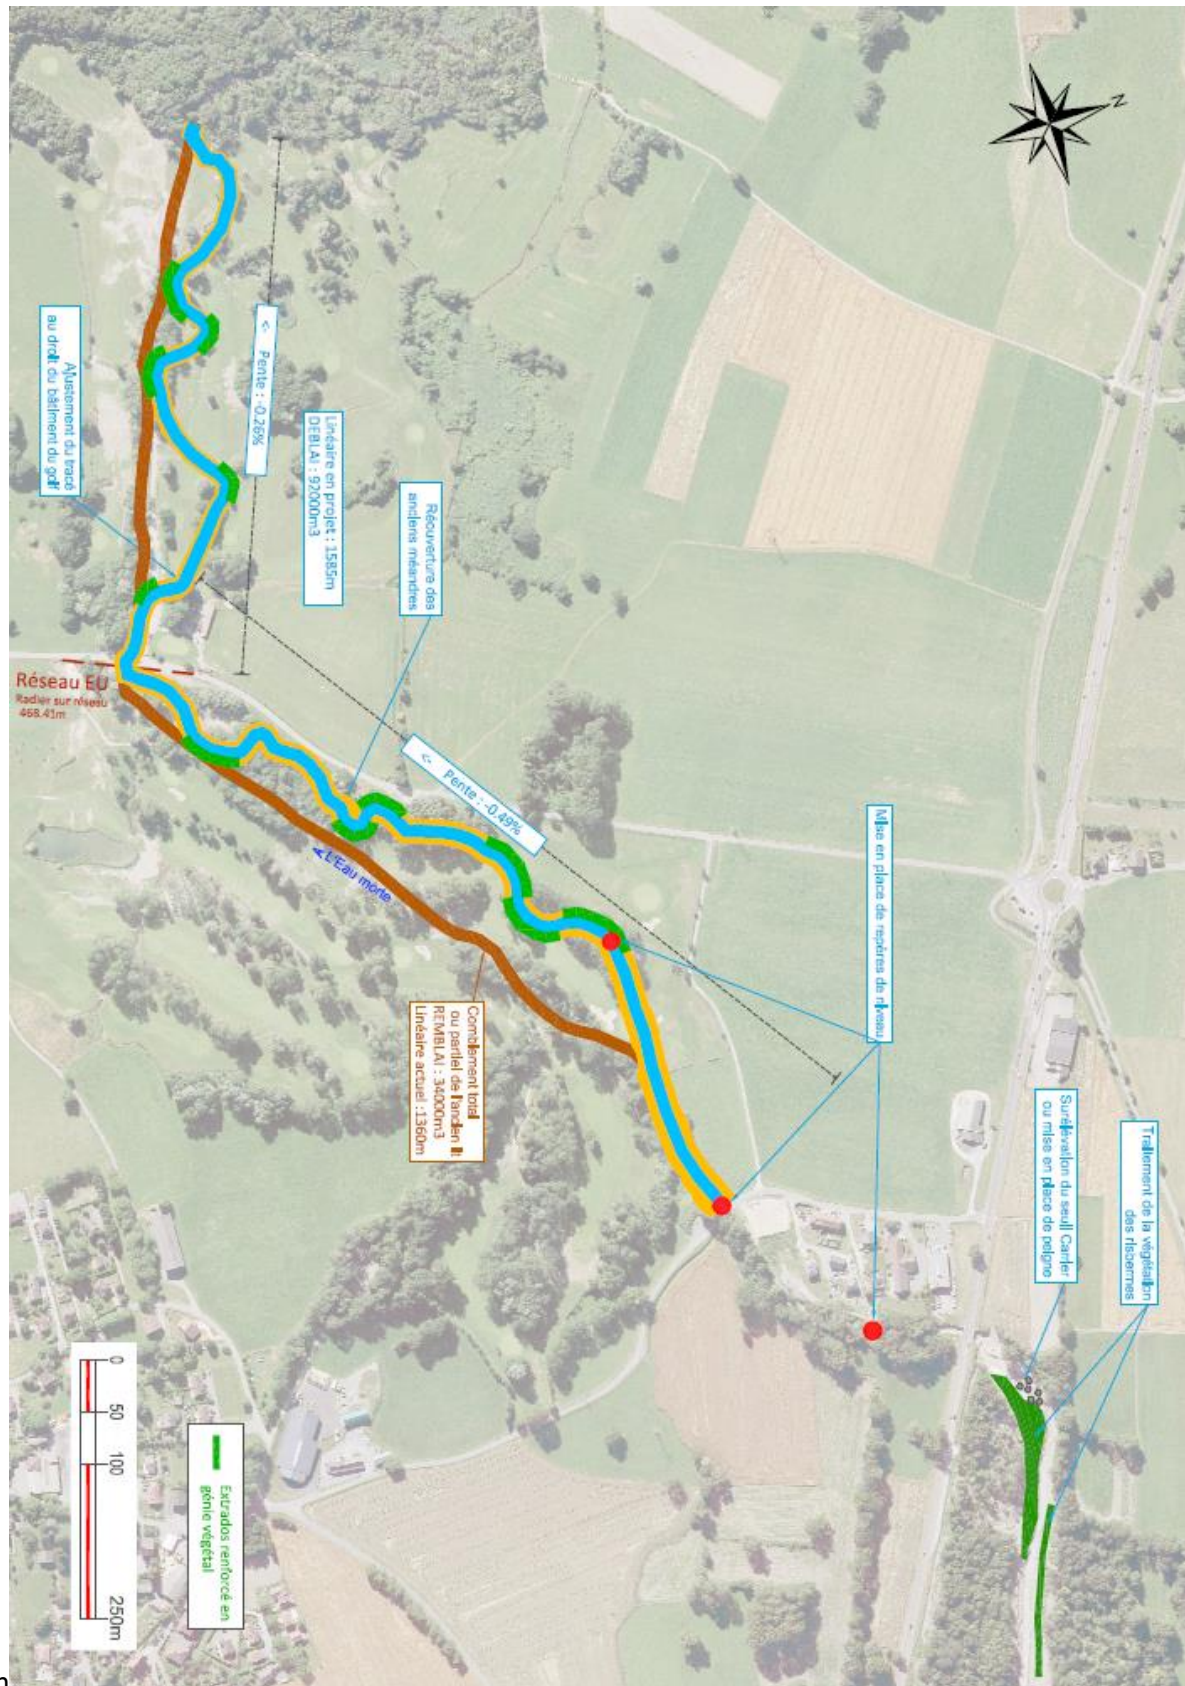 N
Traitement de la végétation
des risbermes
Surélévation du seuil Carrier
ou mise en place de peigne
Mise en place de repères de niveau
Réouverture des
anciens méandres
Linéaire en projet : 1585m
DEBLAI : 92000m3
<- Pente : -0.26%
<- Pente : -0.49%
Ajustement du tracé
au droit du bâtiment du golf
Réseau EU
Radier sur réseau
468.41m
L'Eau morte
Comblement total
ou partiel de l'ancien lit
REMBLAI : 34000m3
Linéaire actuel : 1360m
Extrados renforcé en
génie végétal
0 50 100 250m